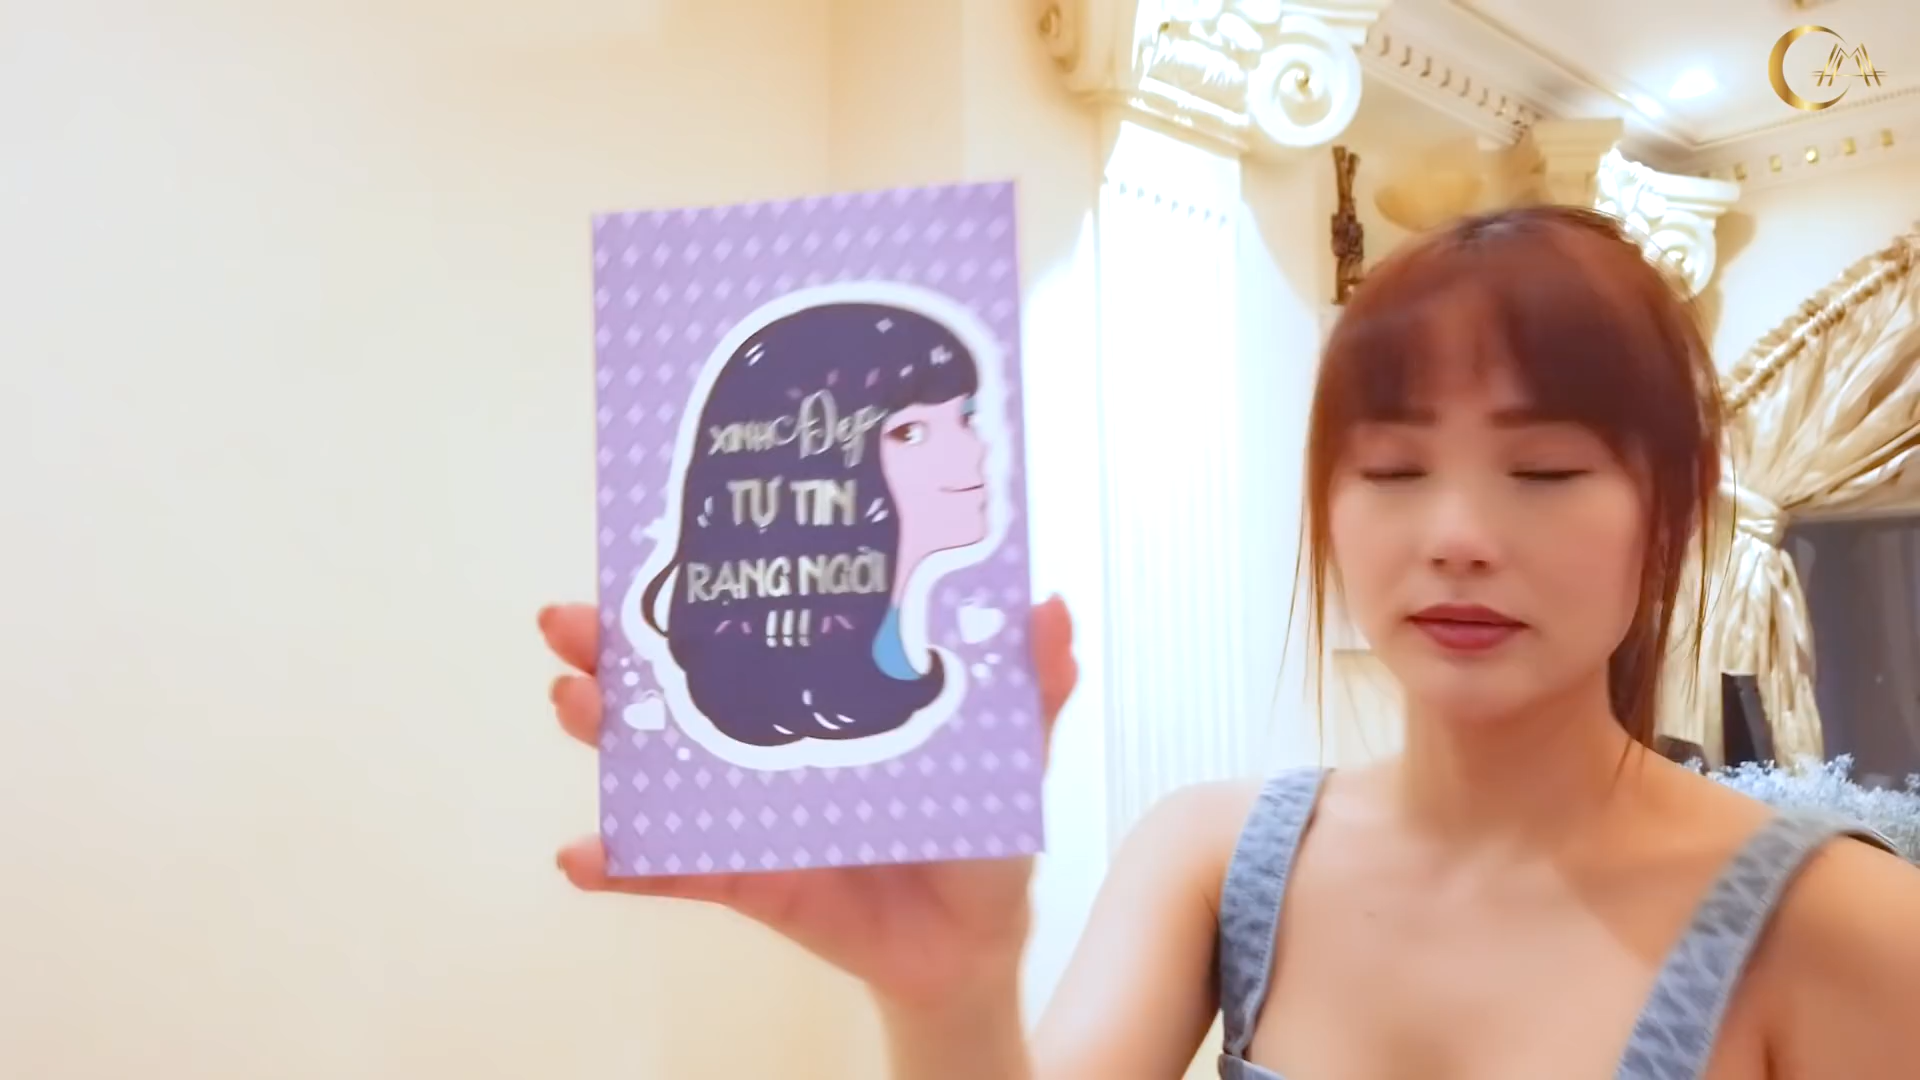 XINH Đẹp
TỰ TIN
RẠNG NGỜI
!!!